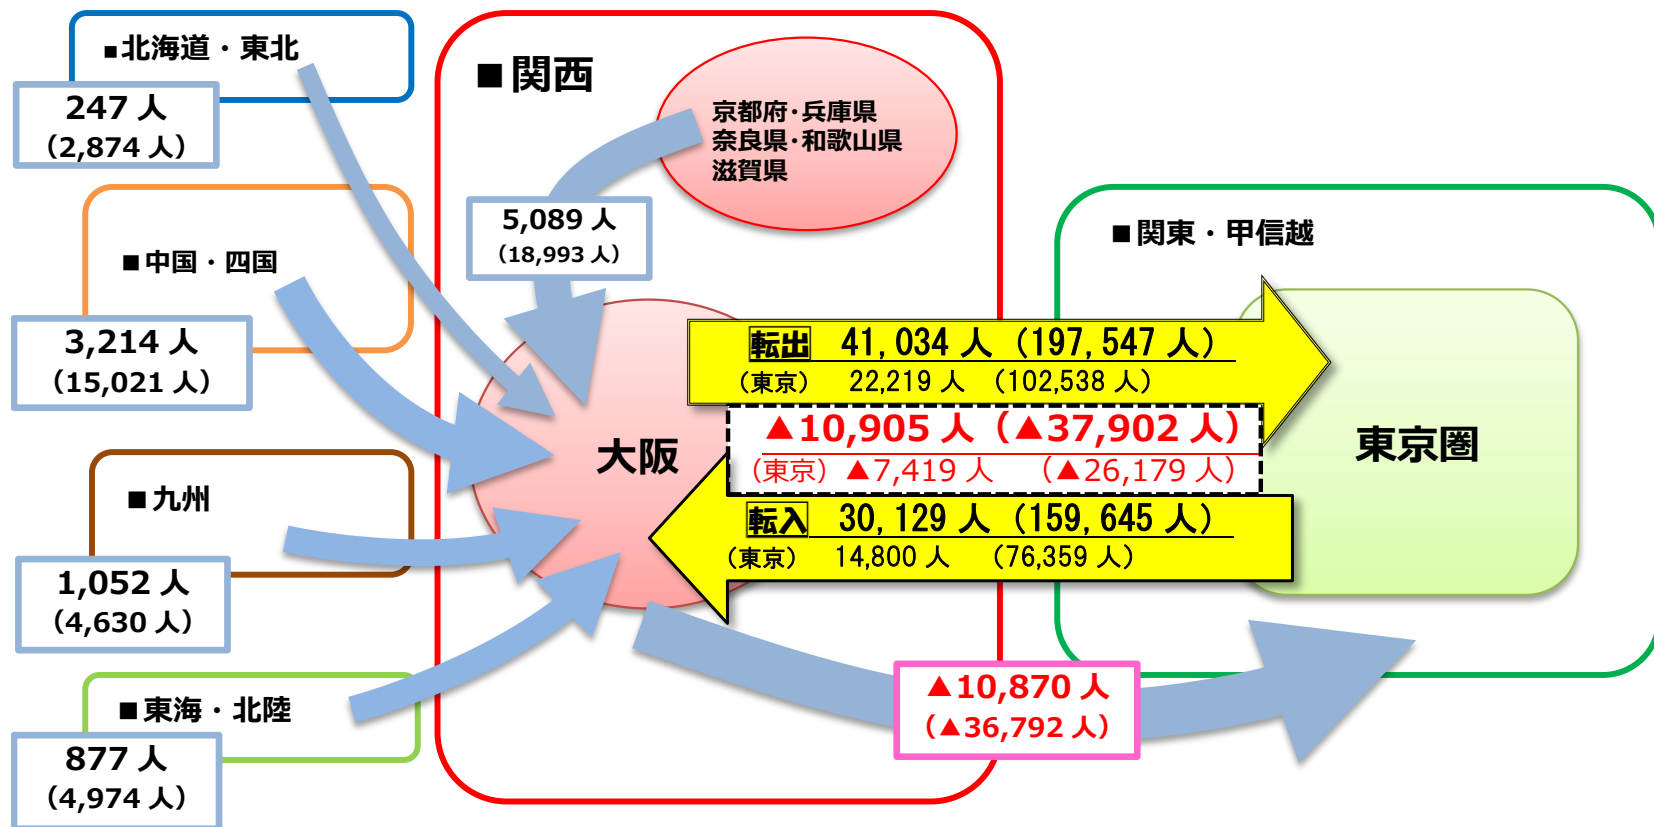 ■北海道・東北
247 人
（2,874 人）
■中国・四国
3,214 人
（15,021 人）
■九州
1,052 人
（4,630 人）
■東海・北陸
877 人
（4,974 人）
■関西
京都府・兵庫県
奈良県・和歌山県
滋賀県
5,089 人
（18,993 人）
大阪
■関東・甲信越
東京圏
転出 41,034 人（197,547 人）
（東京） 22,219 人 （102,538 人）
▲10,905 人（▲37,902 人）
（東京）▲7,419 人 （▲26,179 人）
転入 30,129 人（159,645 人）
（東京） 14,800 人 （76,359 人）
▲10,870 人
（▲36,792 人）